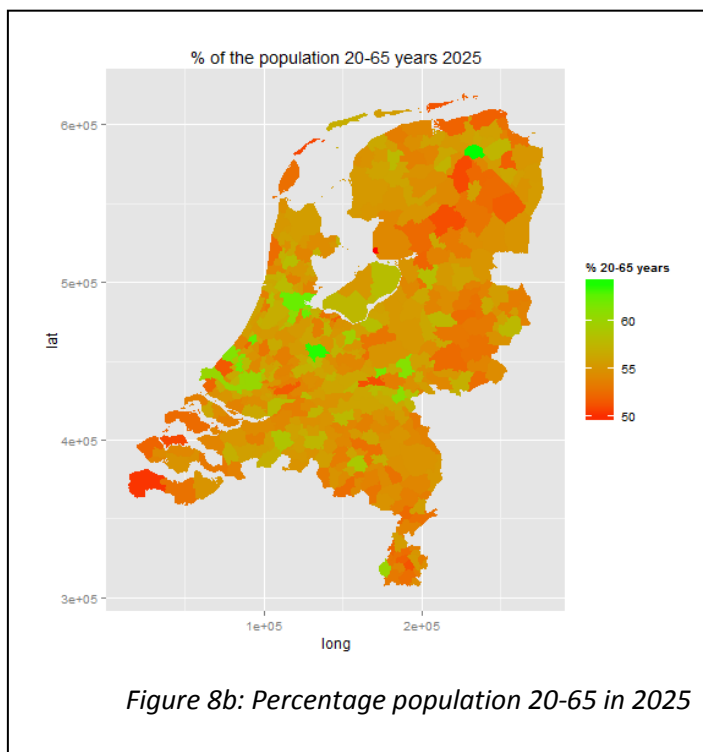 % of the population 20-65 years 2025
6e+05
5e+05
4e+05
3e+05
lat
1e+05
2e+05
long
% 20-65 years
60
55
50
Figure 8b: Percentage population 20-65 in 2025